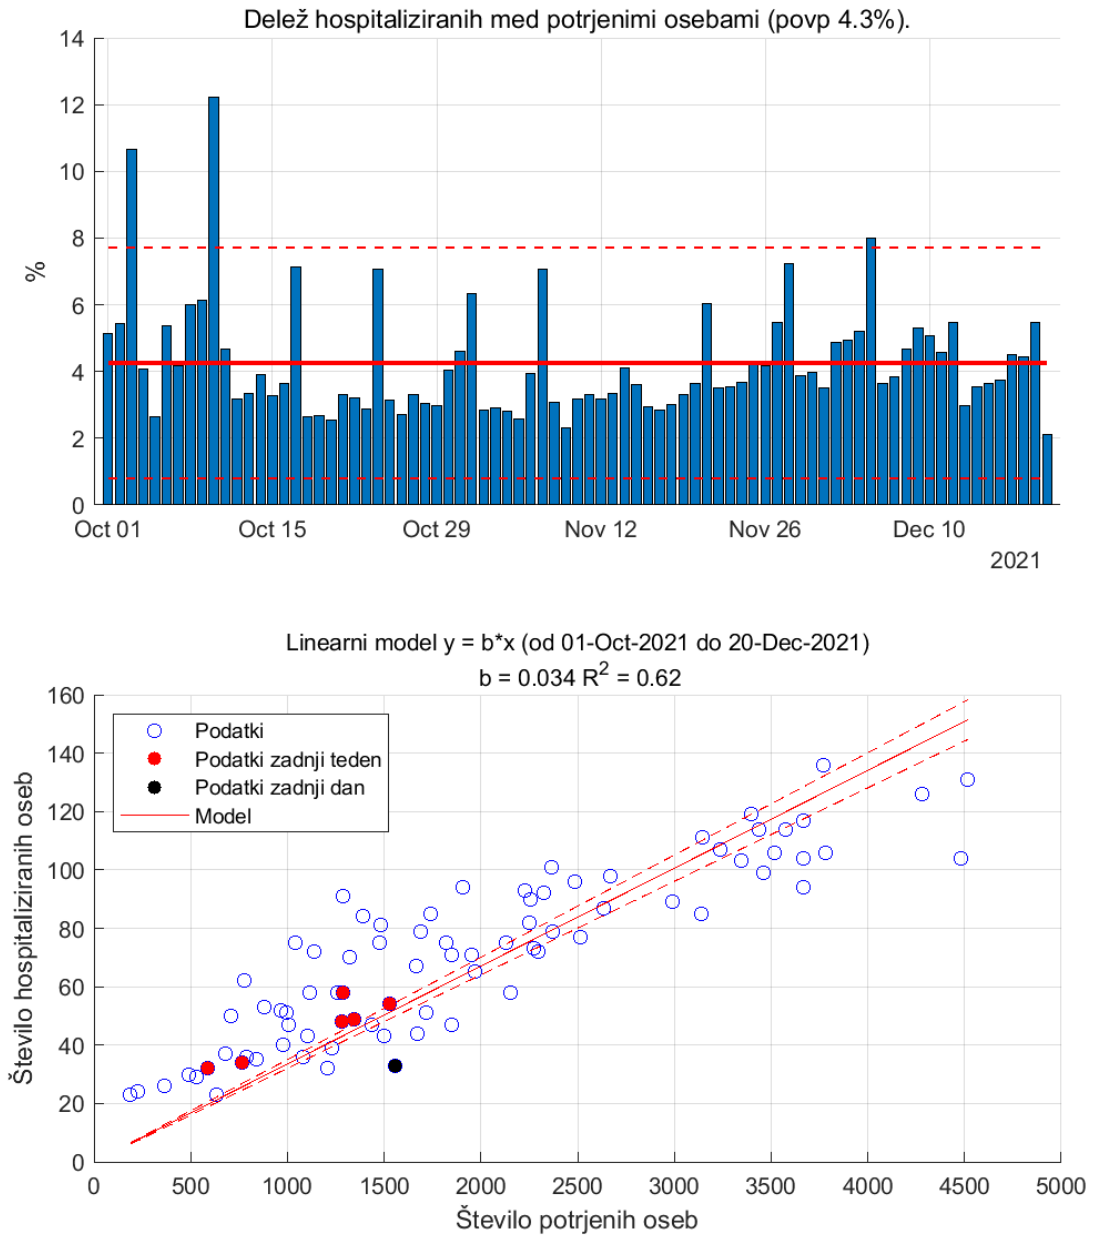 Delež hospitaliziranih med potrjenimi osebami (povp 4.3%).
14
12
10
8
6
4
2
0
%
Oct 01 Oct 15 Oct 29 Nov 12 Nov 26 Dec 10
2021
Linearni model y = b*x (od 01-Oct-2021 do 20-Dec-2021)
b = 0.034 R² = 0.62
160
140
120
100
80
60
40
20
0
Število hospitaliziranih oseb
Podatki
Podatki zadnji teden
Podatki zadnji dan
Model
0 500 1000 1500 2000 2500 3000 3500 4000 4500 5000
Število potrjenih oseb